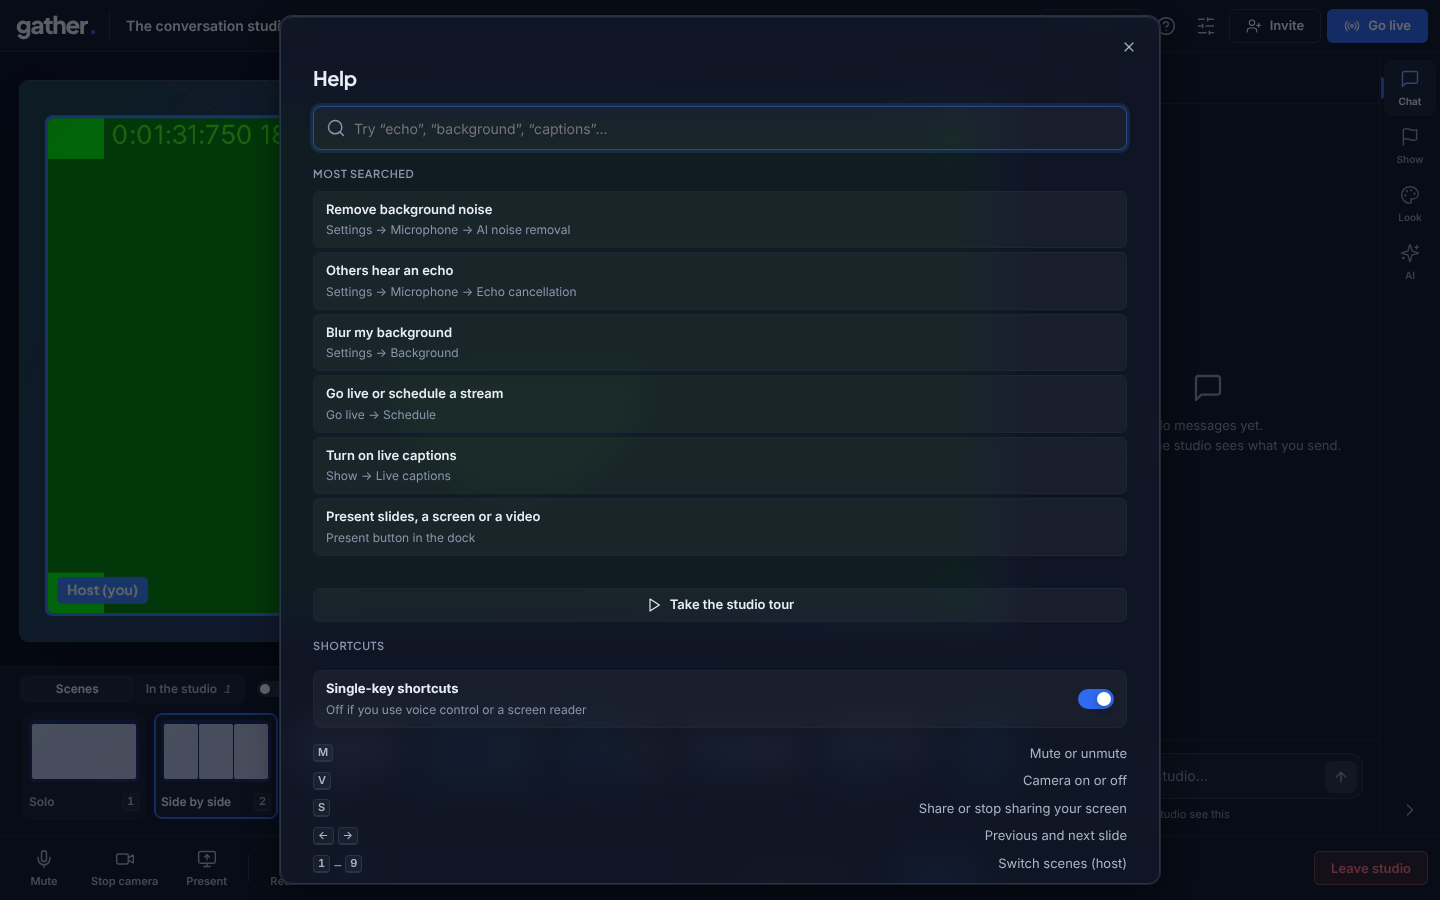 gather.
The conversation studi
Invite
Go live
0:01:31:750 18
Host (you)
Help
Try “echo”, “background”, “captions”...
MOST SEARCHED
Remove background noise
Settings → Microphone → AI noise removal
Others hear an echo
Settings → Microphone → Echo cancellation
Blur my background
Settings → Background
Go live or schedule a stream
Go live → Schedule
Turn on live captions
Show → Live captions
Present slides, a screen or a video
Present button in the dock
Take the studio tour
SHORTCUTS
Single-key shortcuts
Off if you use voice control or a screen reader
M Mute or unmute
V Camera on or off
S Share or stop sharing your screen
← → Previous and next slide
1 – 9 Switch scenes (host)
Chat
Show
Look
AI
o messages yet.
e studio sees what you send.
tudio...
tudio see this
Scenes
In the studio 1
Solo 1
Side by side 2
Mute
Stop camera
Present
Re
Leave studio